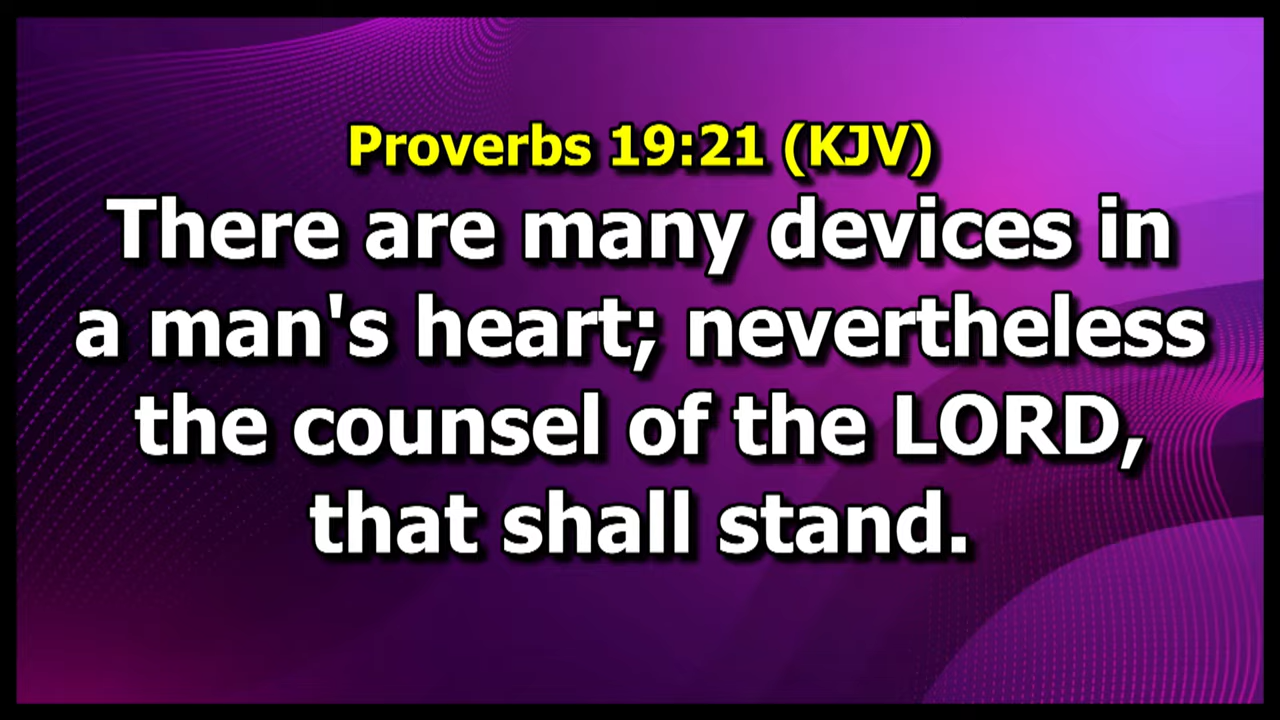 Proverbs 19:21 (KJV)
There are many devices in
a man's heart; nevertheless
the counsel of the LORD,
that shall stand.